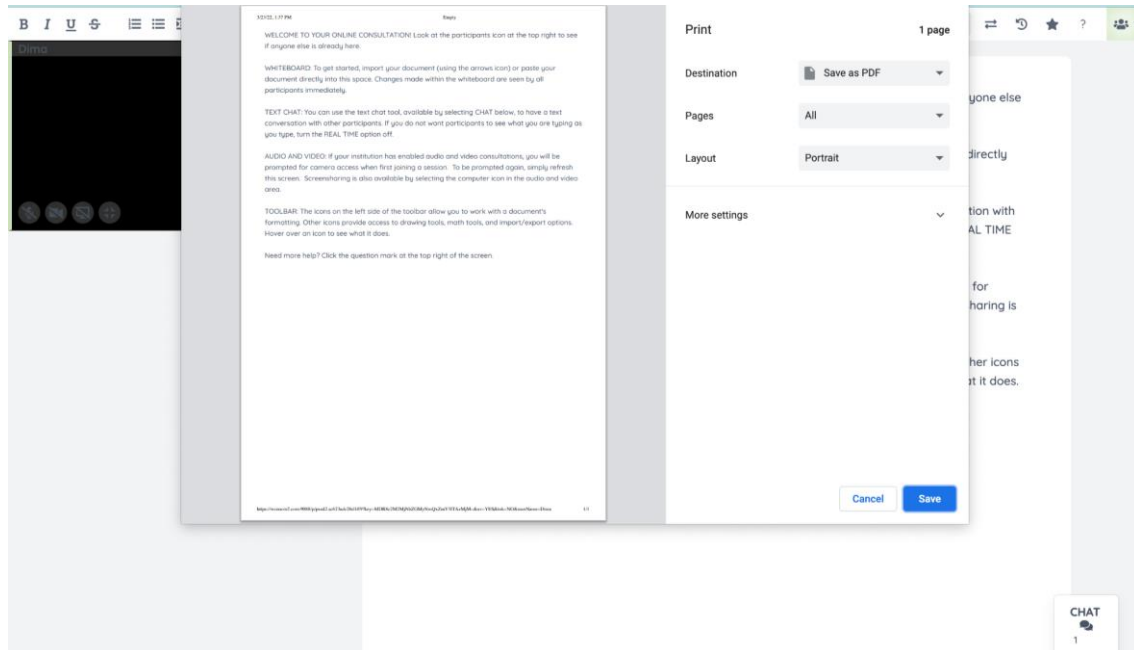 B I U S
?
Dima
3/21/22, 1:37 PM
Empty
WELCOME TO YOUR ONLINE CONSULTATION! Look at the participants icon at the top right to see
if anyone else is already here.
WHITEBOARD: To get started, import your document (using the arrows icon) or paste your
document directly into this space. Changes made within the whiteboard are seen by all
participants immediately.
TEXT CHAT: You can use the text chat tool, available by selecting CHAT below, to have a text
conversation with other participants. If you do not want participants to see what you are typing as
you type, turn the REAL TIME option off.
AUDIO AND VIDEO: If your institution has enabled audio and video consultations, you will be
prompted for camera access when first joining a session. To be prompted again, simply refresh
this screen. Screensharing is also available by selecting the computer icon in the audio and video
area.
TOOLBAR: The icons on the left side of the toolbar allow you to work with a document's
formatting. Other icons provide access to drawing tools, math tools, and import/export options.
Hover over an icon to see what it does.
Need more help? Click the question mark at the top right of the screen.
1/1
Print
1 page
Destination
Save as PDF
Pages
All
Layout
Portrait
More settings
Cancel
Save
yone else
directly
tion with
AL TIME
for
haring is
her icons
at it does.
CHAT
1